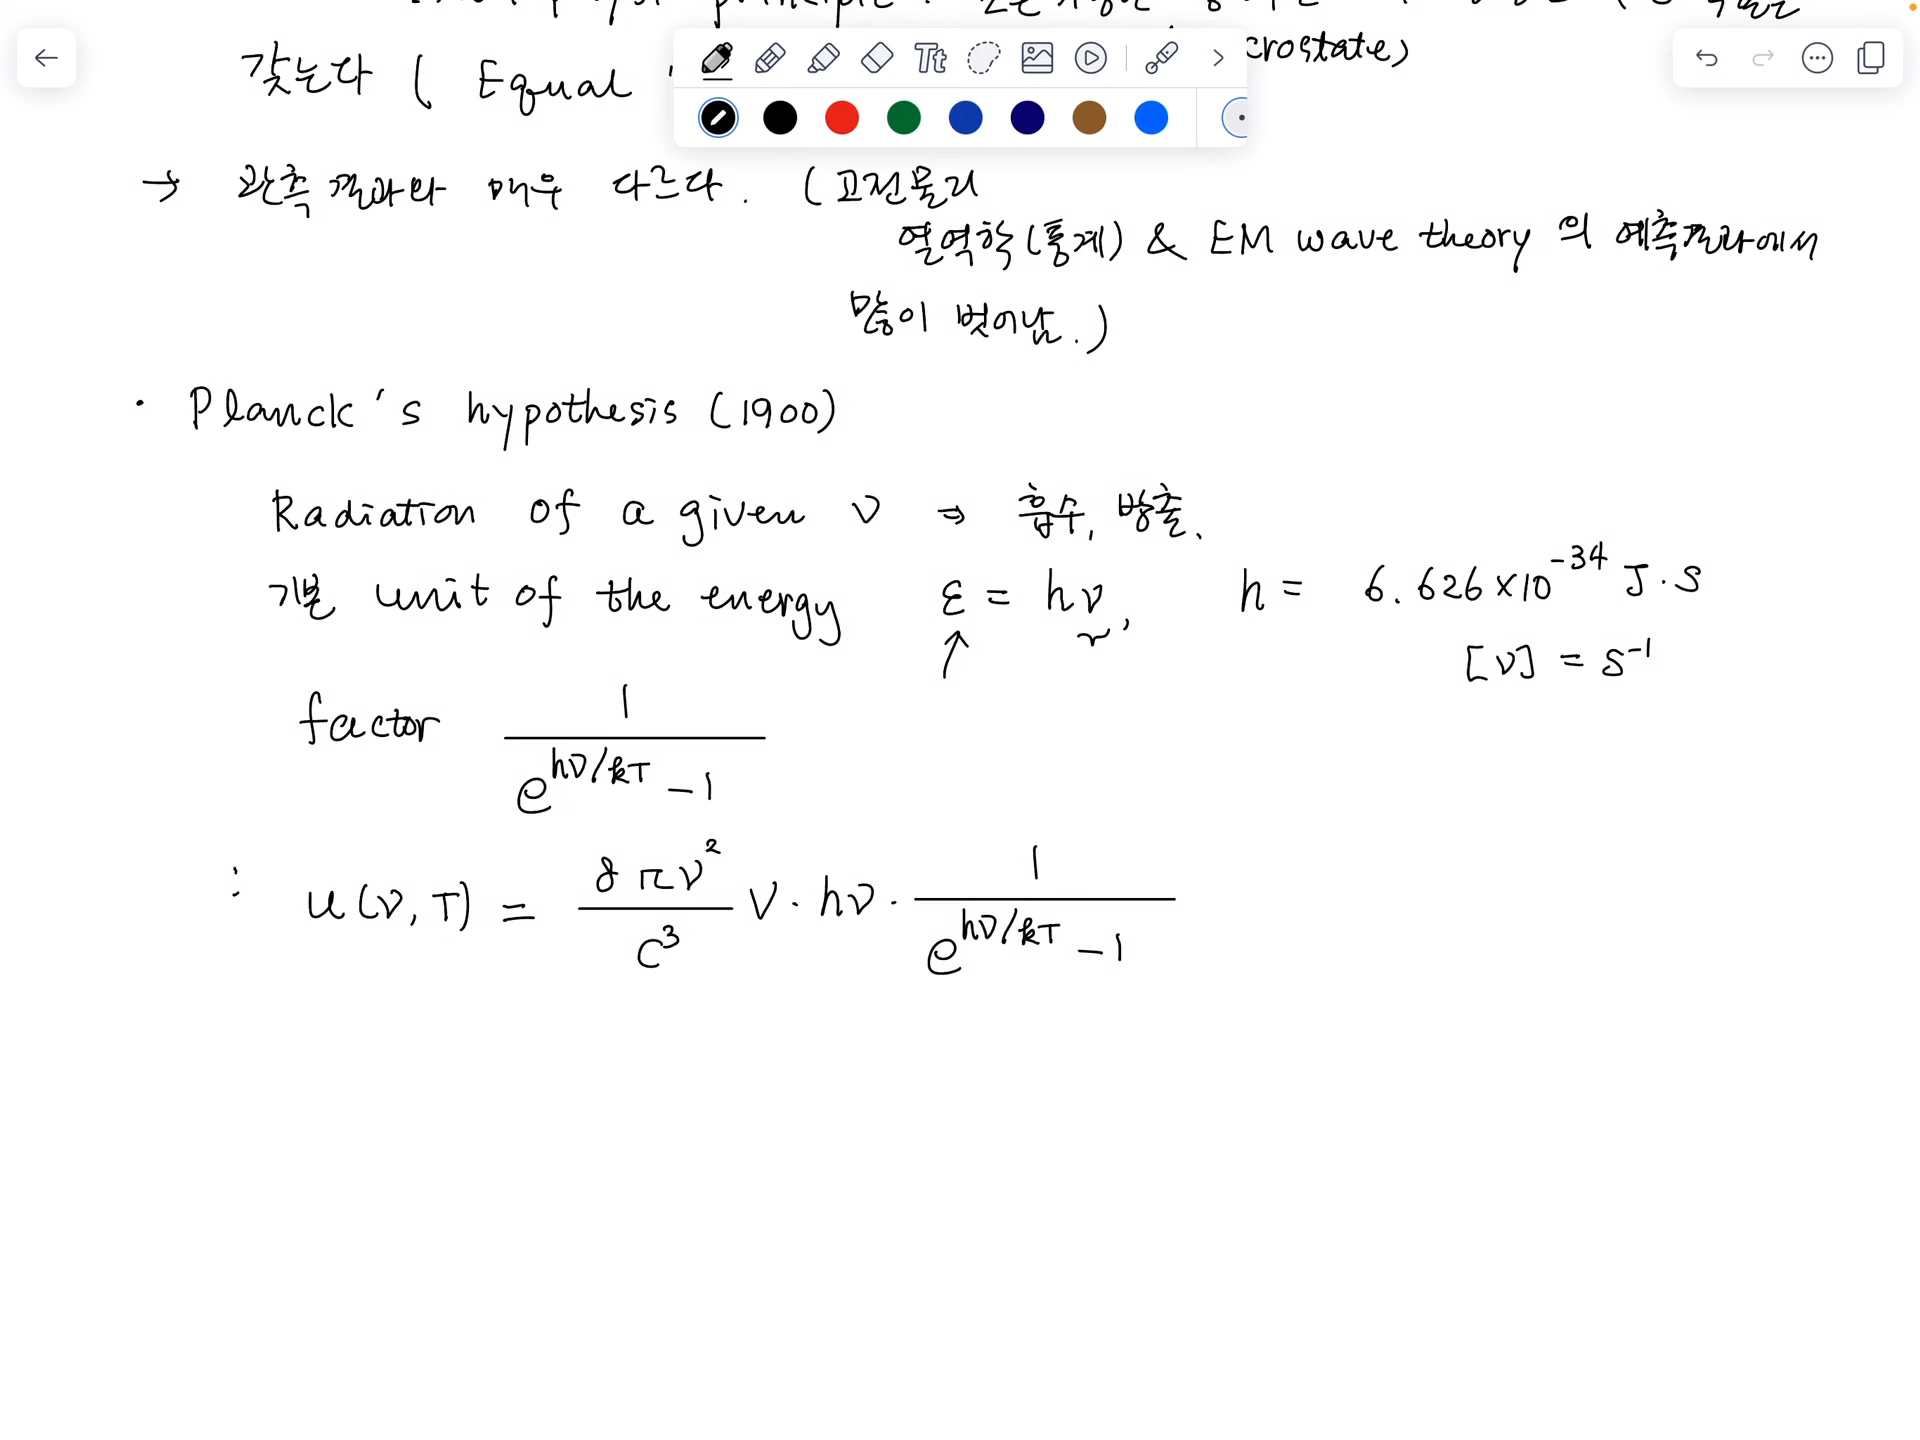 principle :
갖는다 ( Equal
crostate)
→ 관측 결과와 매우 다르다. (고전물리
열역학(통계) & EM wave theory 의 예측결과에서
많이 벗어남.)
· Planck's hypothesis (1900)
Radiation of a given ν ⇒ 흡수, 방출.
기본 unit of the energy ε = hν, h = 6.626×10⁻³⁴ J·s
↑ [ν] = s⁻¹
factor 1/(e^{hν/kT} - 1)
∴ u(ν,T) = 8πν²/c³ V · hν · 1/(e^{hν/kT} - 1)
Tt